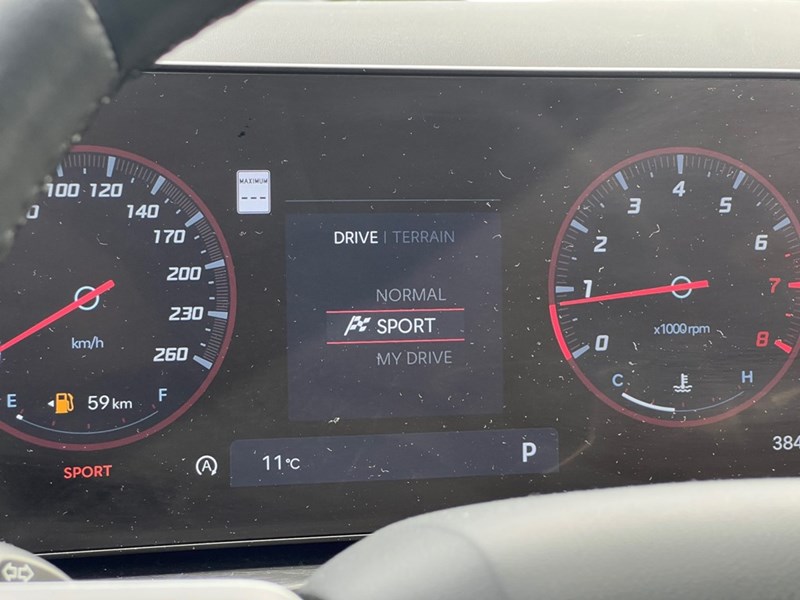 100 120
140
170
200
230
260
km/h
E
59 km
F
SPORT
MAXIMUM
---
DRIVE | TERRAIN
NORMAL
SPORT
MY DRIVE
A
11°C
P
0
1
2
3
4
5
6
7
8
x1000rpm
C
H
384